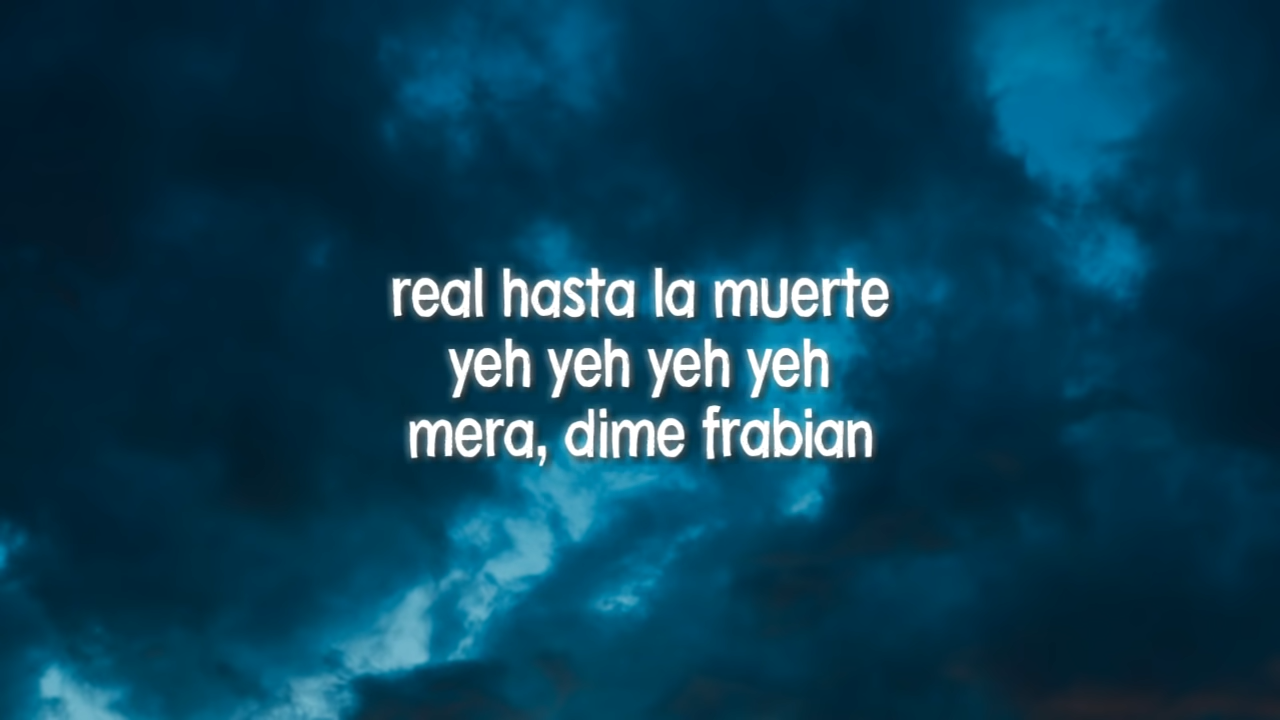 real hasta la muerte
yeh yeh yeh yeh
mera, dime frabian